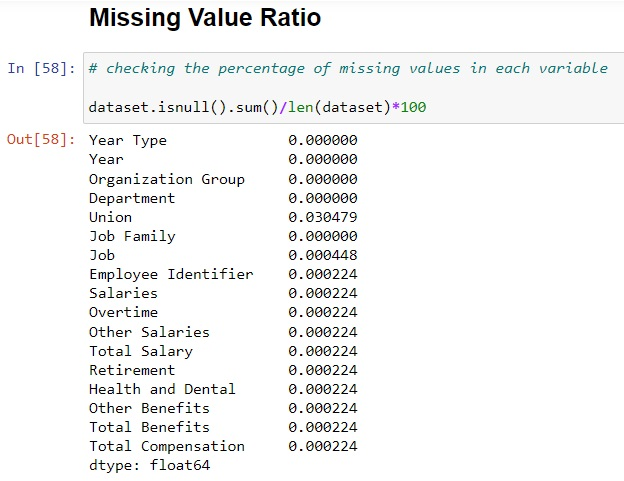 Missing Value Ratio
In [58]: # checking the percentage of missing values in each variable
dataset.isnull().sum()/len(dataset)*100
Out[58]: Year Type 0.000000
Year 0.000000
Organization Group 0.000000
Department 0.000000
Union 0.030479
Job Family 0.000000
Job 0.000448
Employee Identifier 0.000224
Salaries 0.000224
Overtime 0.000224
Other Salaries 0.000224
Total Salary 0.000224
Retirement 0.000224
Health and Dental 0.000224
Other Benefits 0.000224
Total Benefits 0.000224
Total Compensation 0.000224
dtype: float64